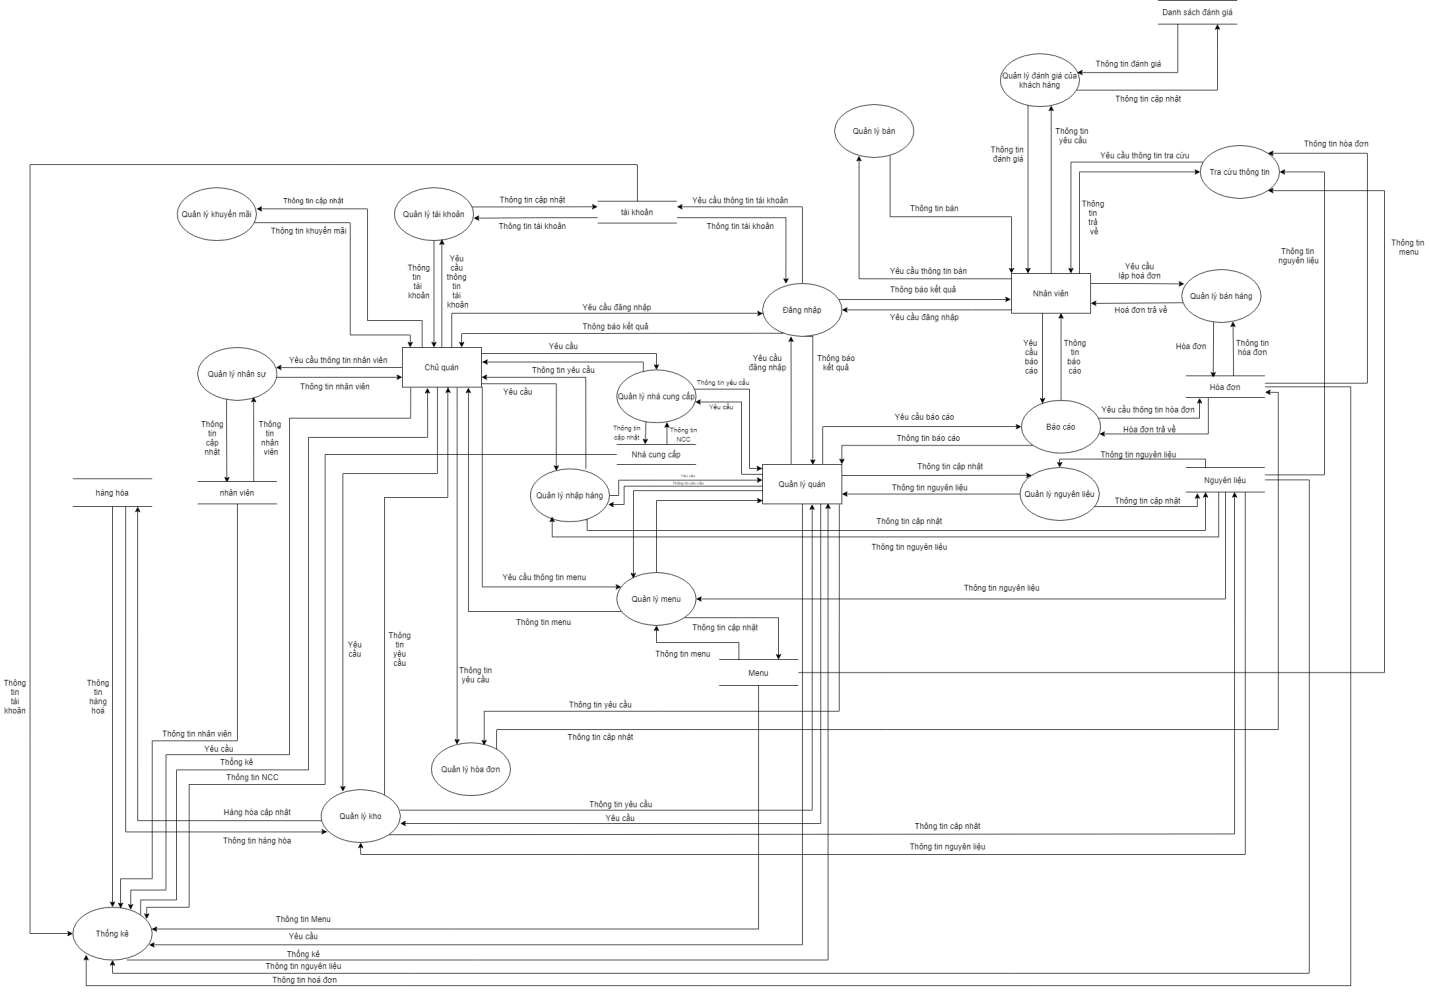 Danh sách đánh giá
Thông tin đánh giá
Quản lý đánh giá của
khách hàng
Thông tin cập nhật
Quản lý bán
Thông tin
đánh giá
Thông tin
yêu cầu
Thông tin hòa đơn
Yêu cầu thông tin tra cứu
Tra cứu thông tin
Thông
tin
trả
về
Thông tin bán
Thông tin
nguyên liệu
Thông tin
menu
Quản lý khuyến mãi
Thông tin cập nhật
Thông tin khuyến mãi
Quản lý tài khoản
Thông tin cập nhật
Thông tin tài khoản
tài khoản
Yêu cầu thông tin tài khoản
Thông tin tài khoản
Thông
tin
tài
khoản
Yêu
cầu
thông
tin
tài
khoản
Yêu cầu thông tin bán
Yêu cầu
lập hoá đơn
Thông báo kết quả
Nhân viên
Quản lý bán hàng
Hoá đơn trả về
Đăng nhập
Yêu cầu đăng nhập
Yêu cầu đăng nhập
Thông báo kết quả
Yêu cầu
Yêu cầu
đăng nhập
Thông báo
kết quả
Yêu
cầu
báo
cáo
Thông
tin
báo
cáo
Hóa đơn
Thông tin
hóa đơn
Yêu cầu thông tin nhân viên
Quản lý nhân sự
Thông tin nhân viên
Chủ quán
Thông tin yêu cầu
Yêu cầu
Thông tin yêu cầu
Quản lý nhà cung cấp
Yêu cầu
Hòa đơn
Thông
tin
cập
nhật
Thông
tin
nhân
viên
Thông tin
cập nhật
Thông tin
NCC
Yêu cầu báo cáo
Báo cáo
Yêu cầu thông tin hóa đơn
Hòa đơn trả về
Thông tin báo cáo
Nhà cung cấp
Thông tin nguyên liệu
Thông tin cập nhật
Yêu cầu
Thông tin yêu cầu
Quản lý quán
Nguyên liệu
hàng hóa
nhân viên
Quản lý nhập hàng
Thông tin nguyên liệu
Quản lý nguyên liệu
Thông tin cập nhật
Thông tin cập nhật
Thông tin nguyên liệu
Yêu cầu thông tin menu
Quản lý menu
Thông tin nguyên liệu
Thông tin menu
Thông tin cập nhật
Yêu
cầu
Thông
tin
yêu
cầu
Thông tin menu
Thông tin
yêu cầu
Menu
Thông
tin
tài
khoản
Thông
tin
hàng
hoá
Thông tin yêu cầu
Thông tin nhân viên
Thông tin cập nhật
Yêu cầu
Thống kê
Quản lý hóa đơn
Thông tin NCC
Hàng hóa cập nhật
Quản lý kho
Thông tin yêu cầu
Yêu cầu
Thông tin cập nhật
Thông tin hàng hóa
Thông tin nguyên liệu
Thông tin Menu
Thống kê
Yêu cầu
Thống kê
Thông tin nguyên liệu
Thông tin hoá đơn